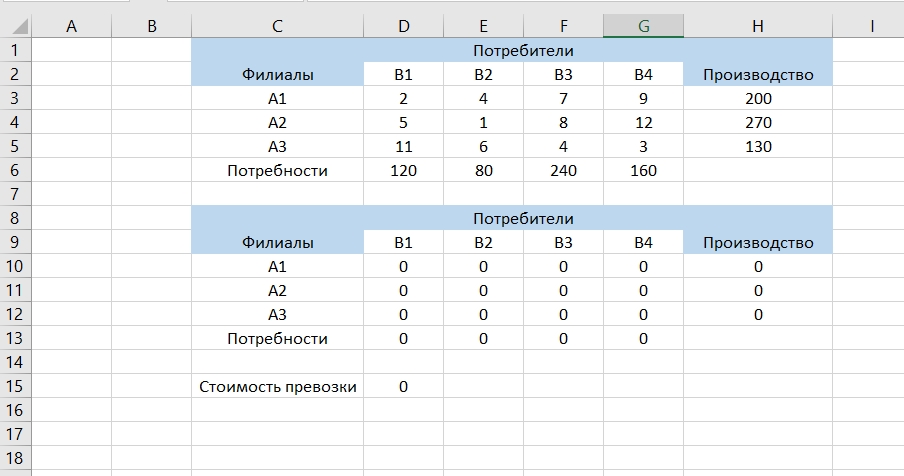 A B C D E F G H I
1 Потребители
2 Филиалы B1 B2 B3 B4 Производство
3 A1 2 4 7 9 200
4 A2 5 1 8 12 270
5 A3 11 6 4 3 130
6 Потребности 120 80 240 160
7
8 Потребители
9 Филиалы B1 B2 B3 B4 Производство
10 A1 0 0 0 0 0
11 A2 0 0 0 0 0
12 A3 0 0 0 0 0
13 Потребности 0 0 0 0
14
15 Стоимость превозки 0
16
17
18